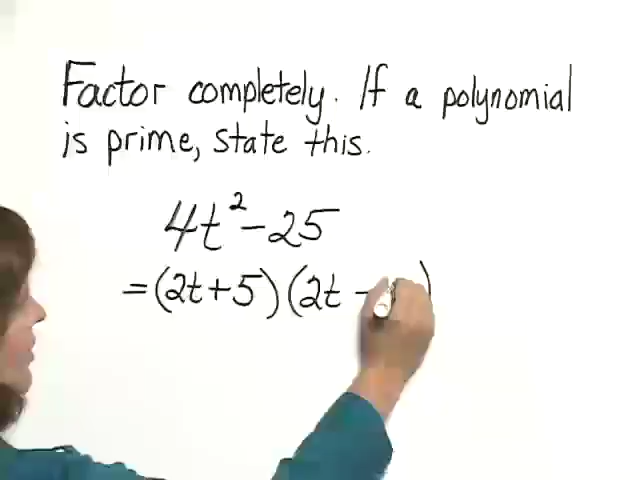 Factor completely. If a polynomial
is prime, state this.
4t² - 25
= (2t + 5) (2t - )